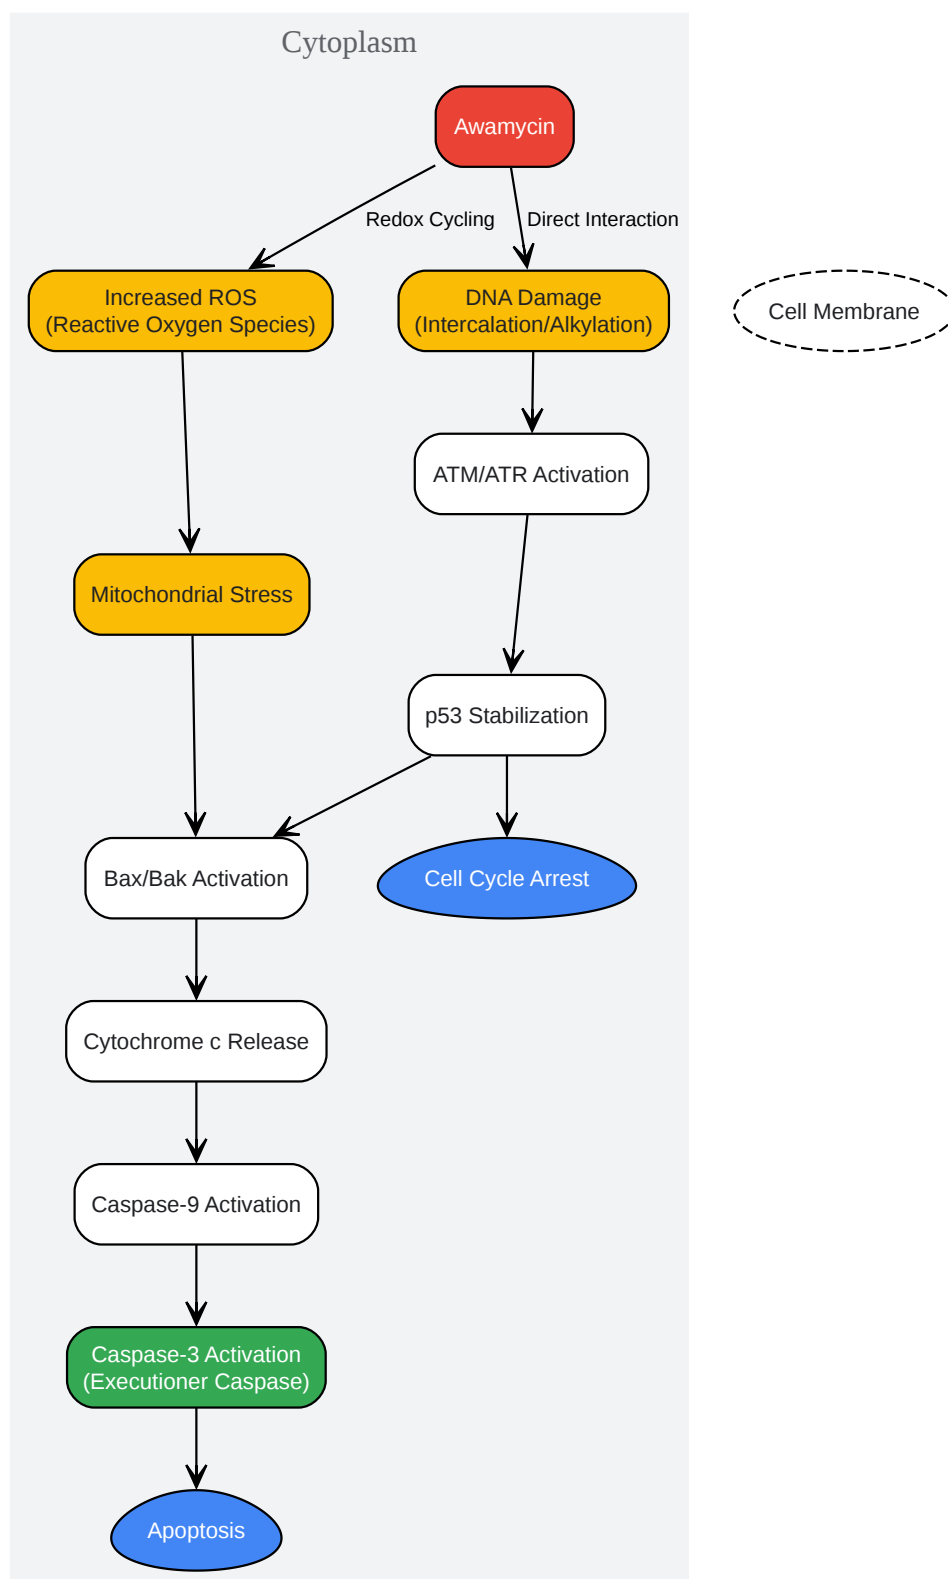 Cytoplasm
Awamycin
Redox Cycling
Direct Interaction
Increased ROS
(Reactive Oxygen Species)
DNA Damage
(Intercalation/Alkylation)
Cell Membrane
ATM/ATR Activation
Mitochondrial Stress
p53 Stabilization
Bax/Bak Activation
Cell Cycle Arrest
Cytochrome c Release
Caspase-9 Activation
Caspase-3 Activation
(Executioner Caspase)
Apoptosis